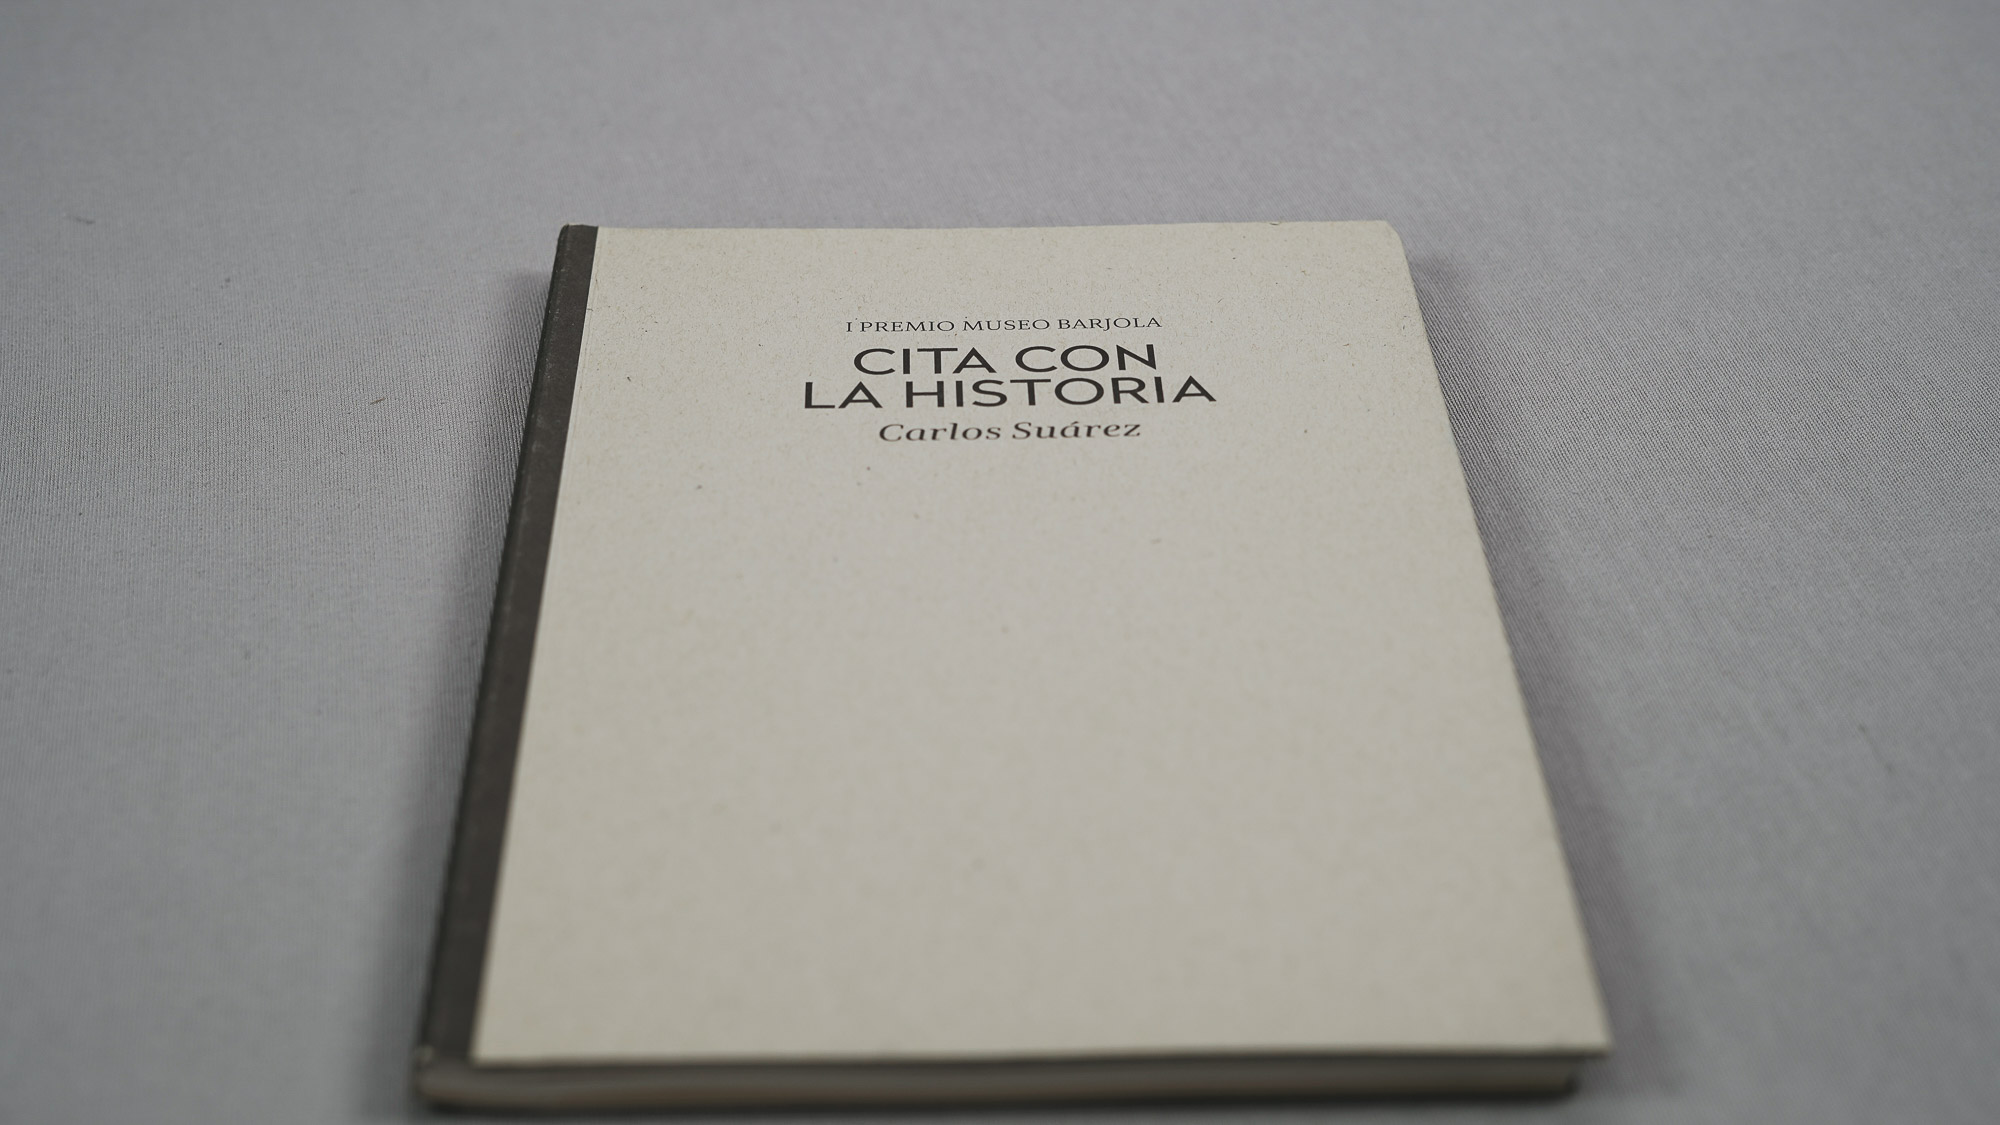 I PREMIO MUSEO BARJOLA
CITA CON
LA HISTORIA
Carlos Suárez